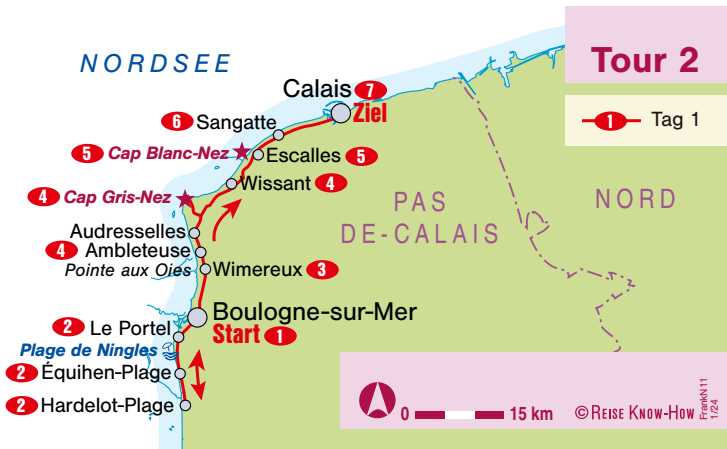 NORDSEE
Tour 2
1 Tag 1
Calais 7
Ziel
6 Sangatte
5 Cap Blanc-Nez
Escalles 5
Wissant 4
4 Cap Gris-Nez
PAS
DE-CALAIS
NORD
Audresselles
4 Ambleteuse
Pointe aux Oies
Wimereux 3
Boulogne-sur-Mer
Start 1
2 Le Portel
Plage de Ningles
2 Équihen-Plage
2 Hardelot-Plage
0 15 km
© REISE KNOW-HOW
FrankN 11
1/24